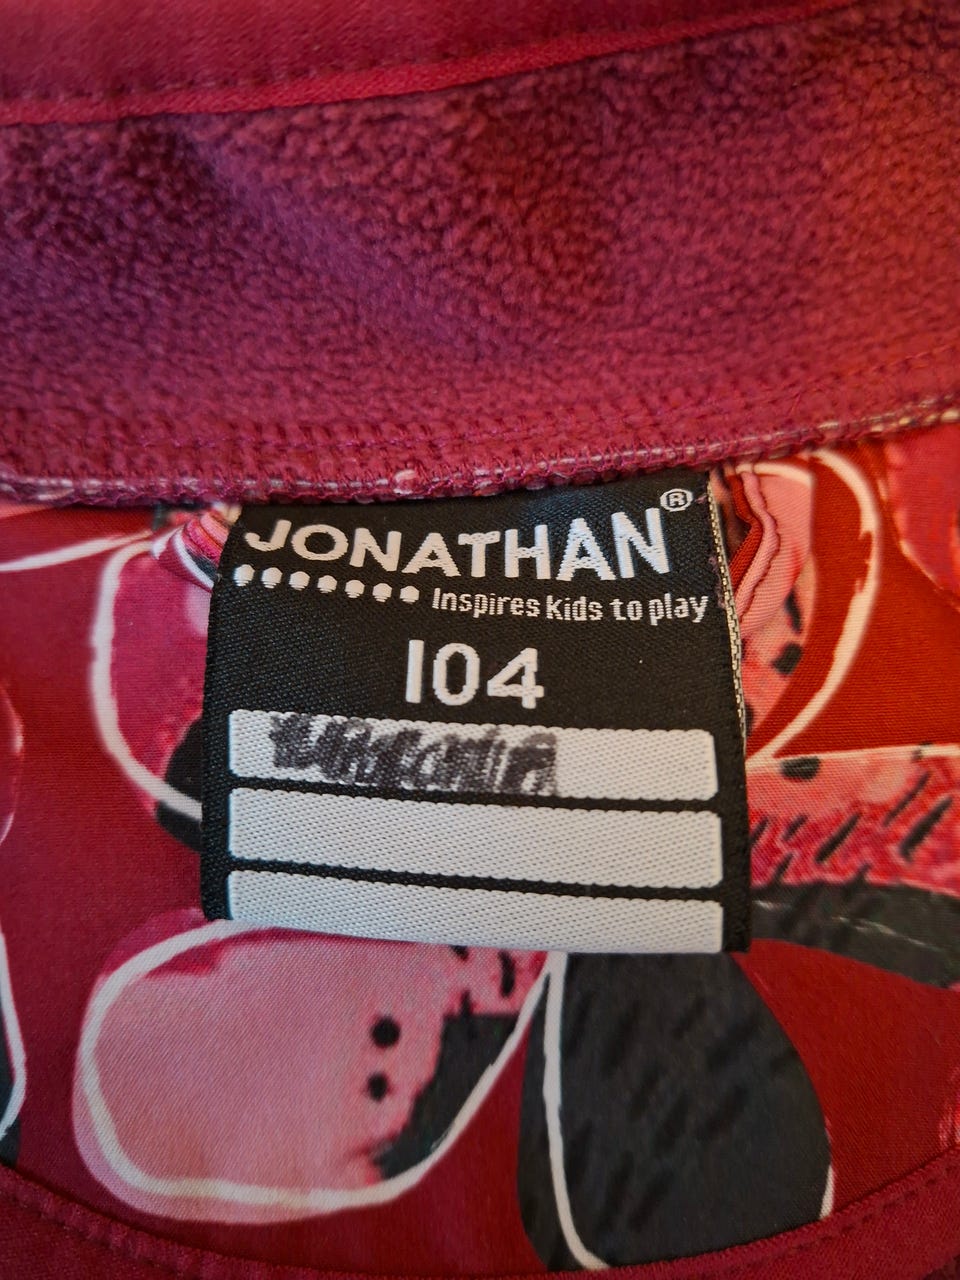 JONATHAN®
Inspires kids to play
104